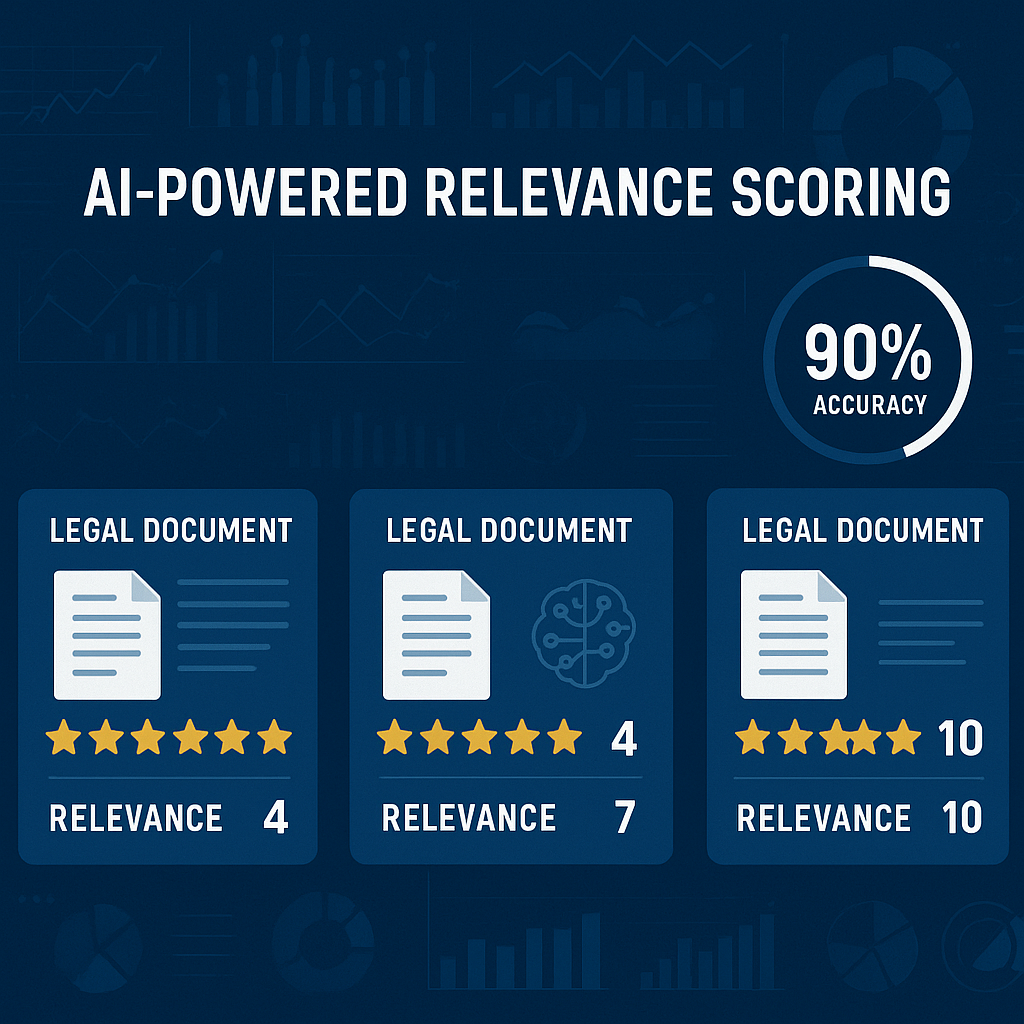 AI-POWERED RELEVANCE SCORING
90%
ACCURACY
LEGAL DOCUMENT
RELEVANCE 4
LEGAL DOCUMENT
4
RELEVANCE 7
LEGAL DOCUMENT
10
RELEVANCE 10